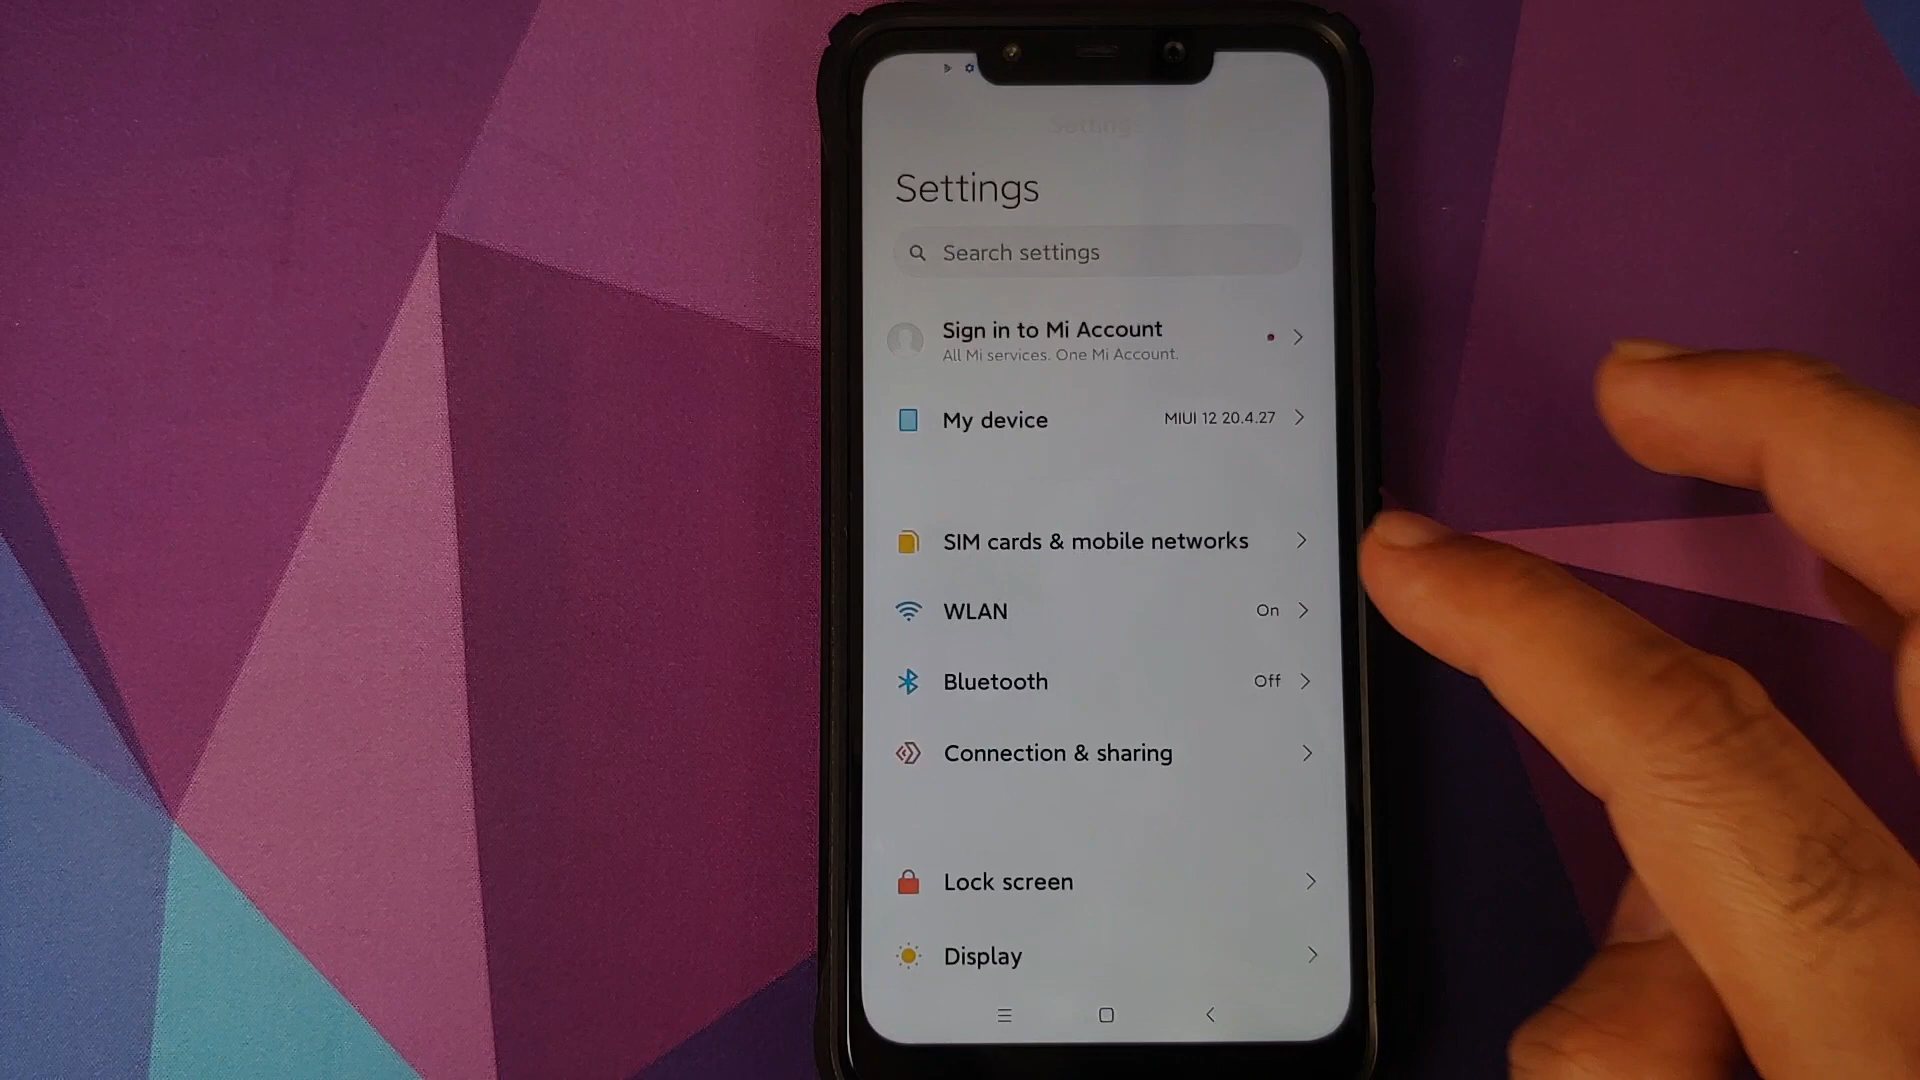 Setting
Settings
Search settings
Sign in to Mi Account
All Mi services. One Mi Account.
My device MIUI 12 20.4.27
SIM cards & mobile networks
WLAN On
Bluetooth Off
Connection & sharing
Lock screen
Display